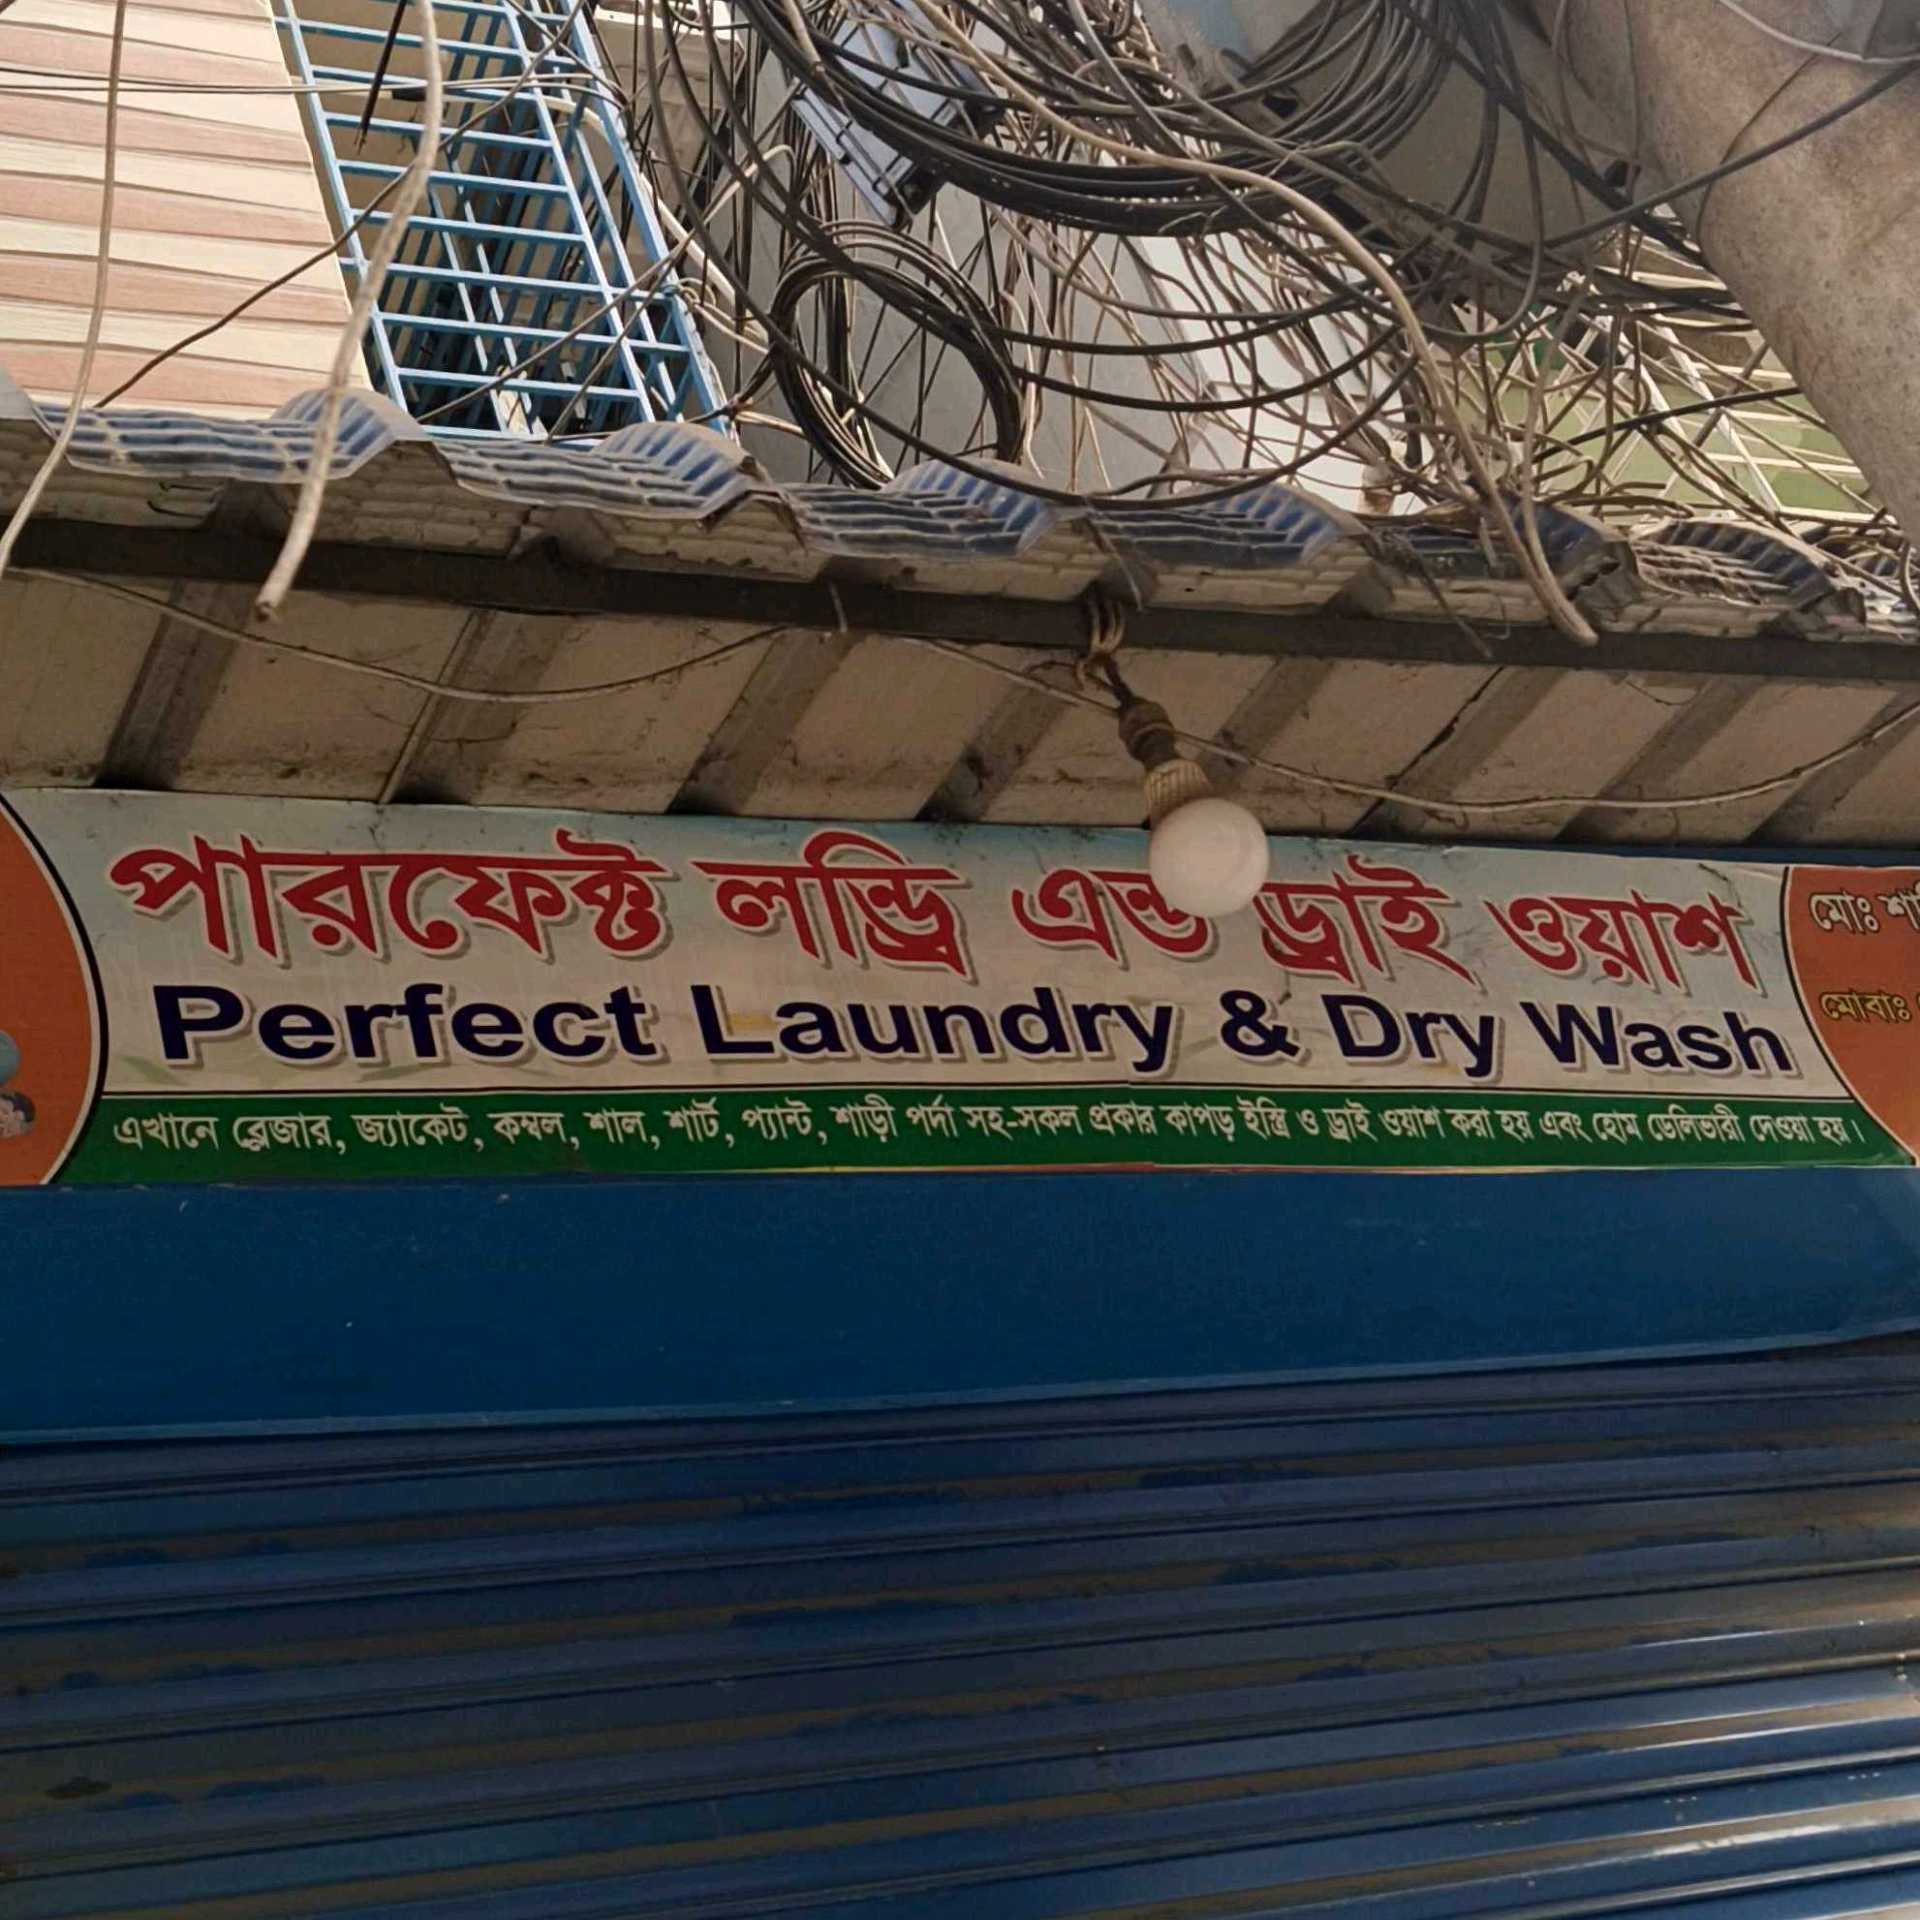 পারফেক্ট লন্ড্রি এন্ড ড্রাই ওয়াশ
Perfect Laundry & Dry Wash
এখানে ব্লেজার, জ্যাকেট, কম্বল, শাল, শার্ট, প্যান্ট, শাড়ী পর্দা সহ-সকল প্রকার কাপড় ইস্ত্রি ও ড্রাই ওয়াশ করা হয় এবং হোম ডেলিভারী দেওয়া হয়।
মোঃ
মোবাঃ